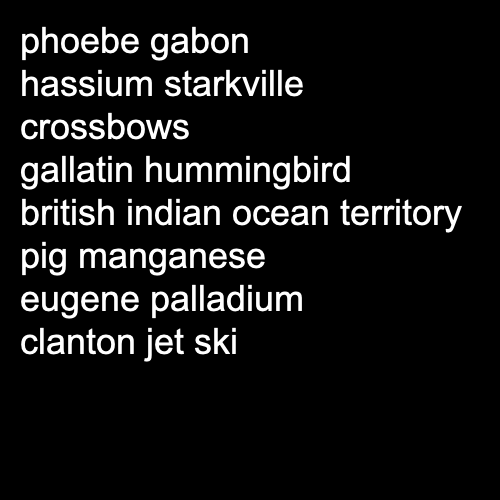 phoebe gabon
hassium starkville
crossbows
gallatin hummingbird
british indian ocean territory
pig manganese
eugene palladium
clanton jet ski